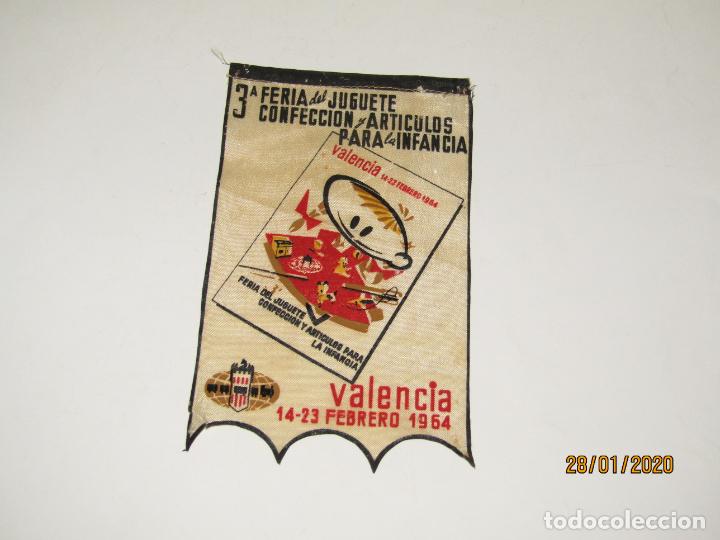 3ª FERIA del JUGUETE
CONFECCION y ARTICULOS
PARA la INFANCIA
valencia 14-23 FEBRERO 1964
3ª
FERIA DEL JUGUETE
CONFECCION Y ARTICULOS PARA
LA INFANCIA
valencia
14-23 FEBRERO 1964
28/01/2020
todocoleccion